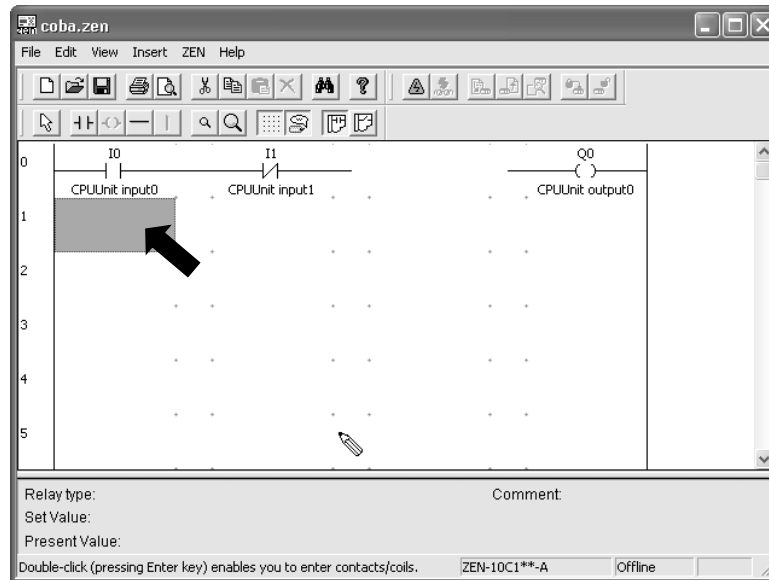 coba.zen
File Edit View Insert ZEN Help
0 I0 I1 Q0
CPUUnit input0 CPUUnit input1 CPUUnit output0
1
2
3
4
5
Relay type: Comment:
Set Value:
Present Value:
Double-click (pressing Enter key) enables you to enter contacts/coils. ZEN-10C1**-A Offline